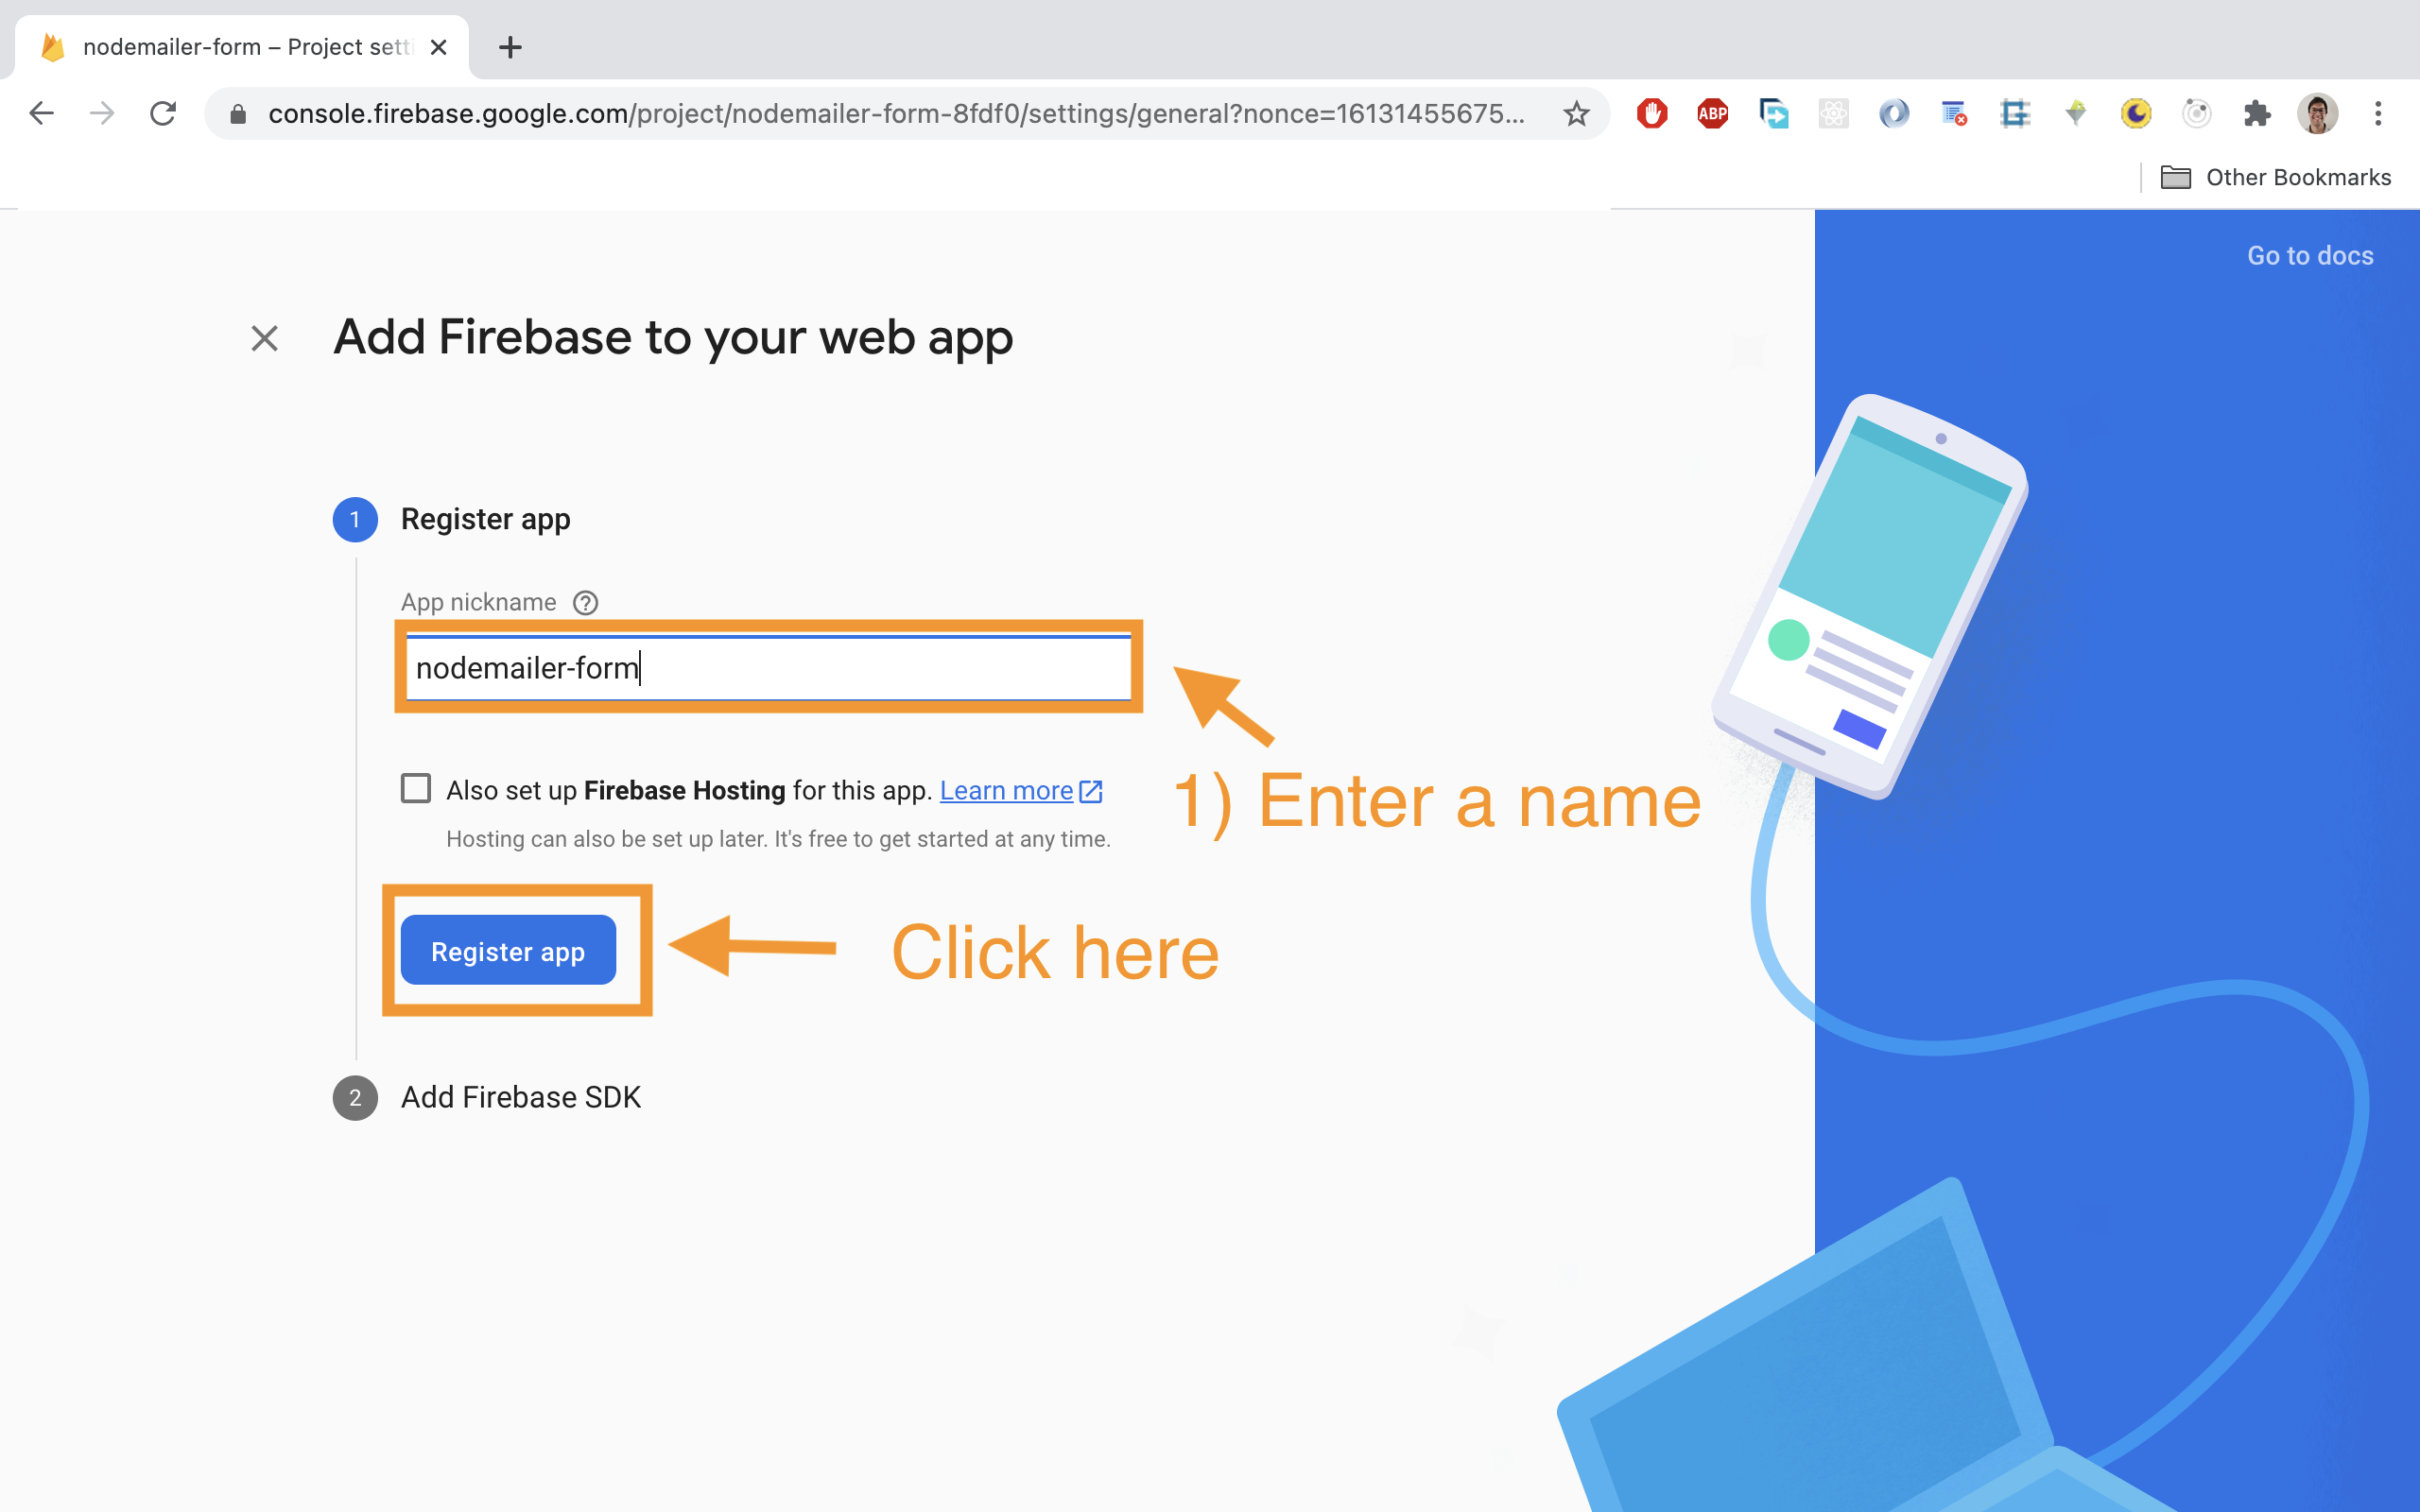 nodemailer-form – Project setti
console.firebase.google.com/project/nodemailer-form-8fdf0/settings/general?nonce=16131455675...
ABP
Other Bookmarks
Go to docs
Add Firebase to your web app
1 Register app
App nickname ?
nodemailer-form
Also set up Firebase Hosting for this app. Learn more
1) Enter a name
Hosting can also be set up later. It's free to get started at any time.
Register app
Click here
2 Add Firebase SDK